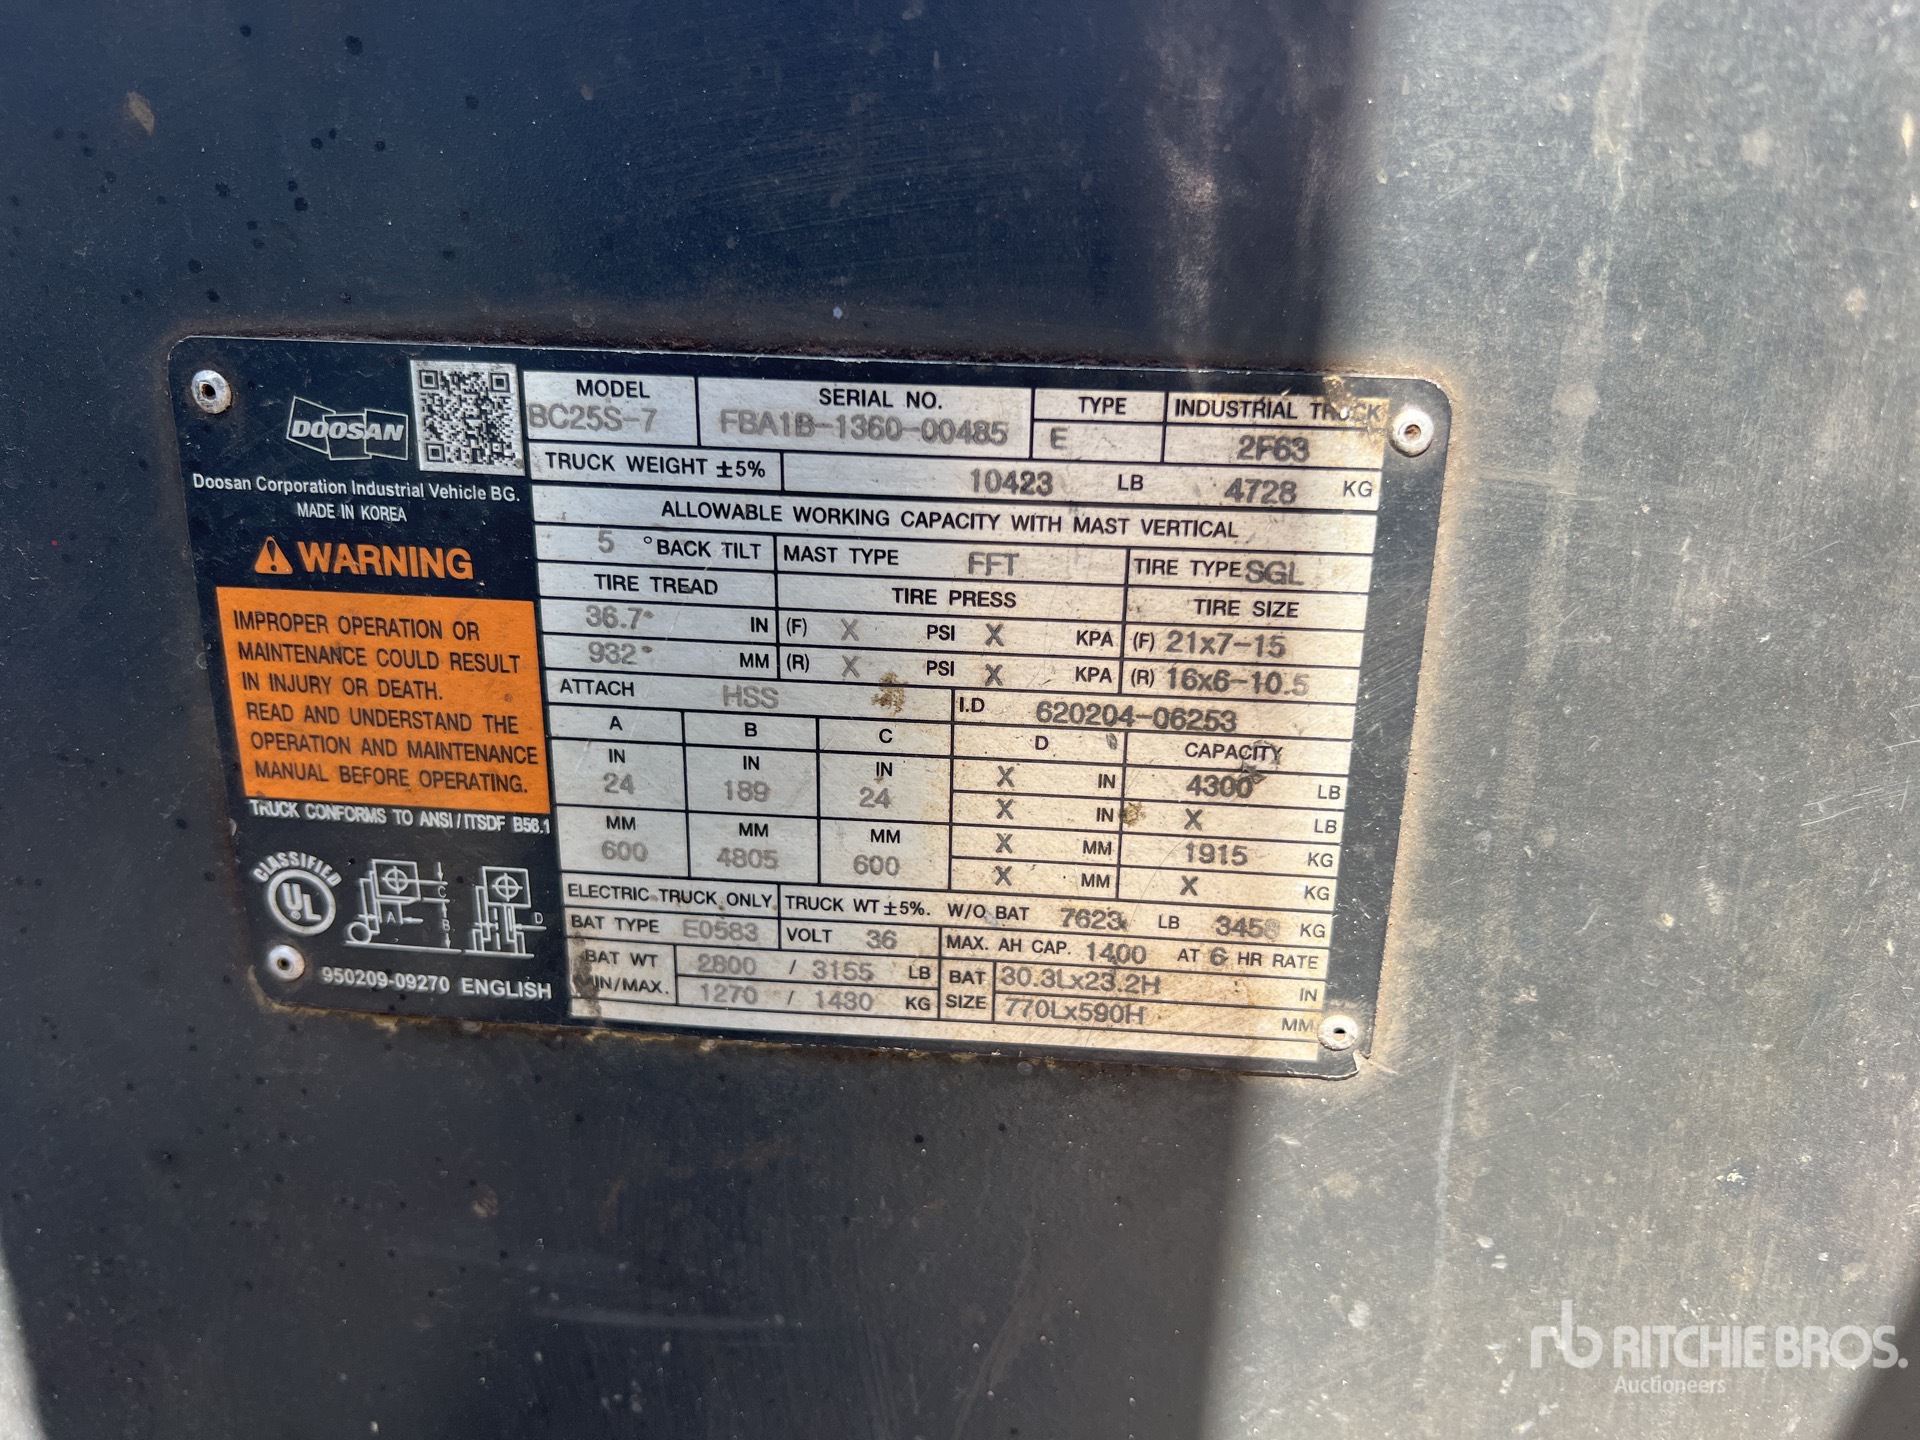 DOOSAN
Doosan Corporation Industrial Vehicle BG.
MADE IN KOREA
WARNING
IMPROPER OPERATION OR
MAINTENANCE COULD RESULT
IN INJURY OR DEATH.
READ AND UNDERSTAND THE
OPERATION AND MAINTENANCE
MANUAL BEFORE OPERATING.
TRUCK CONFORMS TO ANSI/ITSDF B56.1
CLASSIFIED
UL
A C B D
950209-09270 ENGLISH
MODEL SERIAL NO. TYPE INDUSTRIAL TRUCK
BC25S-7 FBA1B-1360-00485 E 2F63
TRUCK WEIGHT ±5% 10423 LB 4728 KG
ALLOWABLE WORKING CAPACITY WITH MAST VERTICAL
5 °BACK TILT MAST TYPE FFT TIRE TYPE SGL
TIRE TREAD TIRE PRESS TIRE SIZE
36.7" IN (F) X PSI X KPA (F) 21x7-15
932" MM (R) X PSI X KPA (R) 16x6-10.5
ATTACH HSS I.D 620204-06253
A B C D CAPACITY
IN IN IN X IN 4300 LB
24 189 24 X IN X LB
MM MM MM X MM 1915 KG
600 4805 600 X MM X KG
ELECTRIC TRUCK ONLY TRUCK WT ±5%. W/O BAT 7623 LB 3458 KG
BAT TYPE E0583 VOLT 36 MAX. AH CAP. 1400 AT 6 HR RATE
BAT WT MIN/MAX. 2800 / 3155 LB BAT SIZE 30.3Lx23.2H IN
1270 / 1430 KG 770Lx590H MM
rb RITCHIE BROS.
Auctioneers